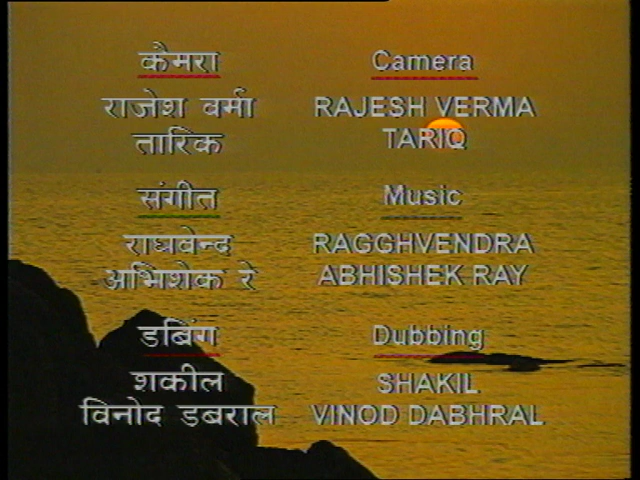 कैमरा Camera
राजेश वर्मा RAJESH VERMA
तारिक TARIQ
संगीत Music
राघवेन्द RAGGHVENDRA
अभिशेक रे ABHISHEK RAY
डबिंग Dubbing
शकील SHAKIL
विनोद डबराल VINOD DABHRAL